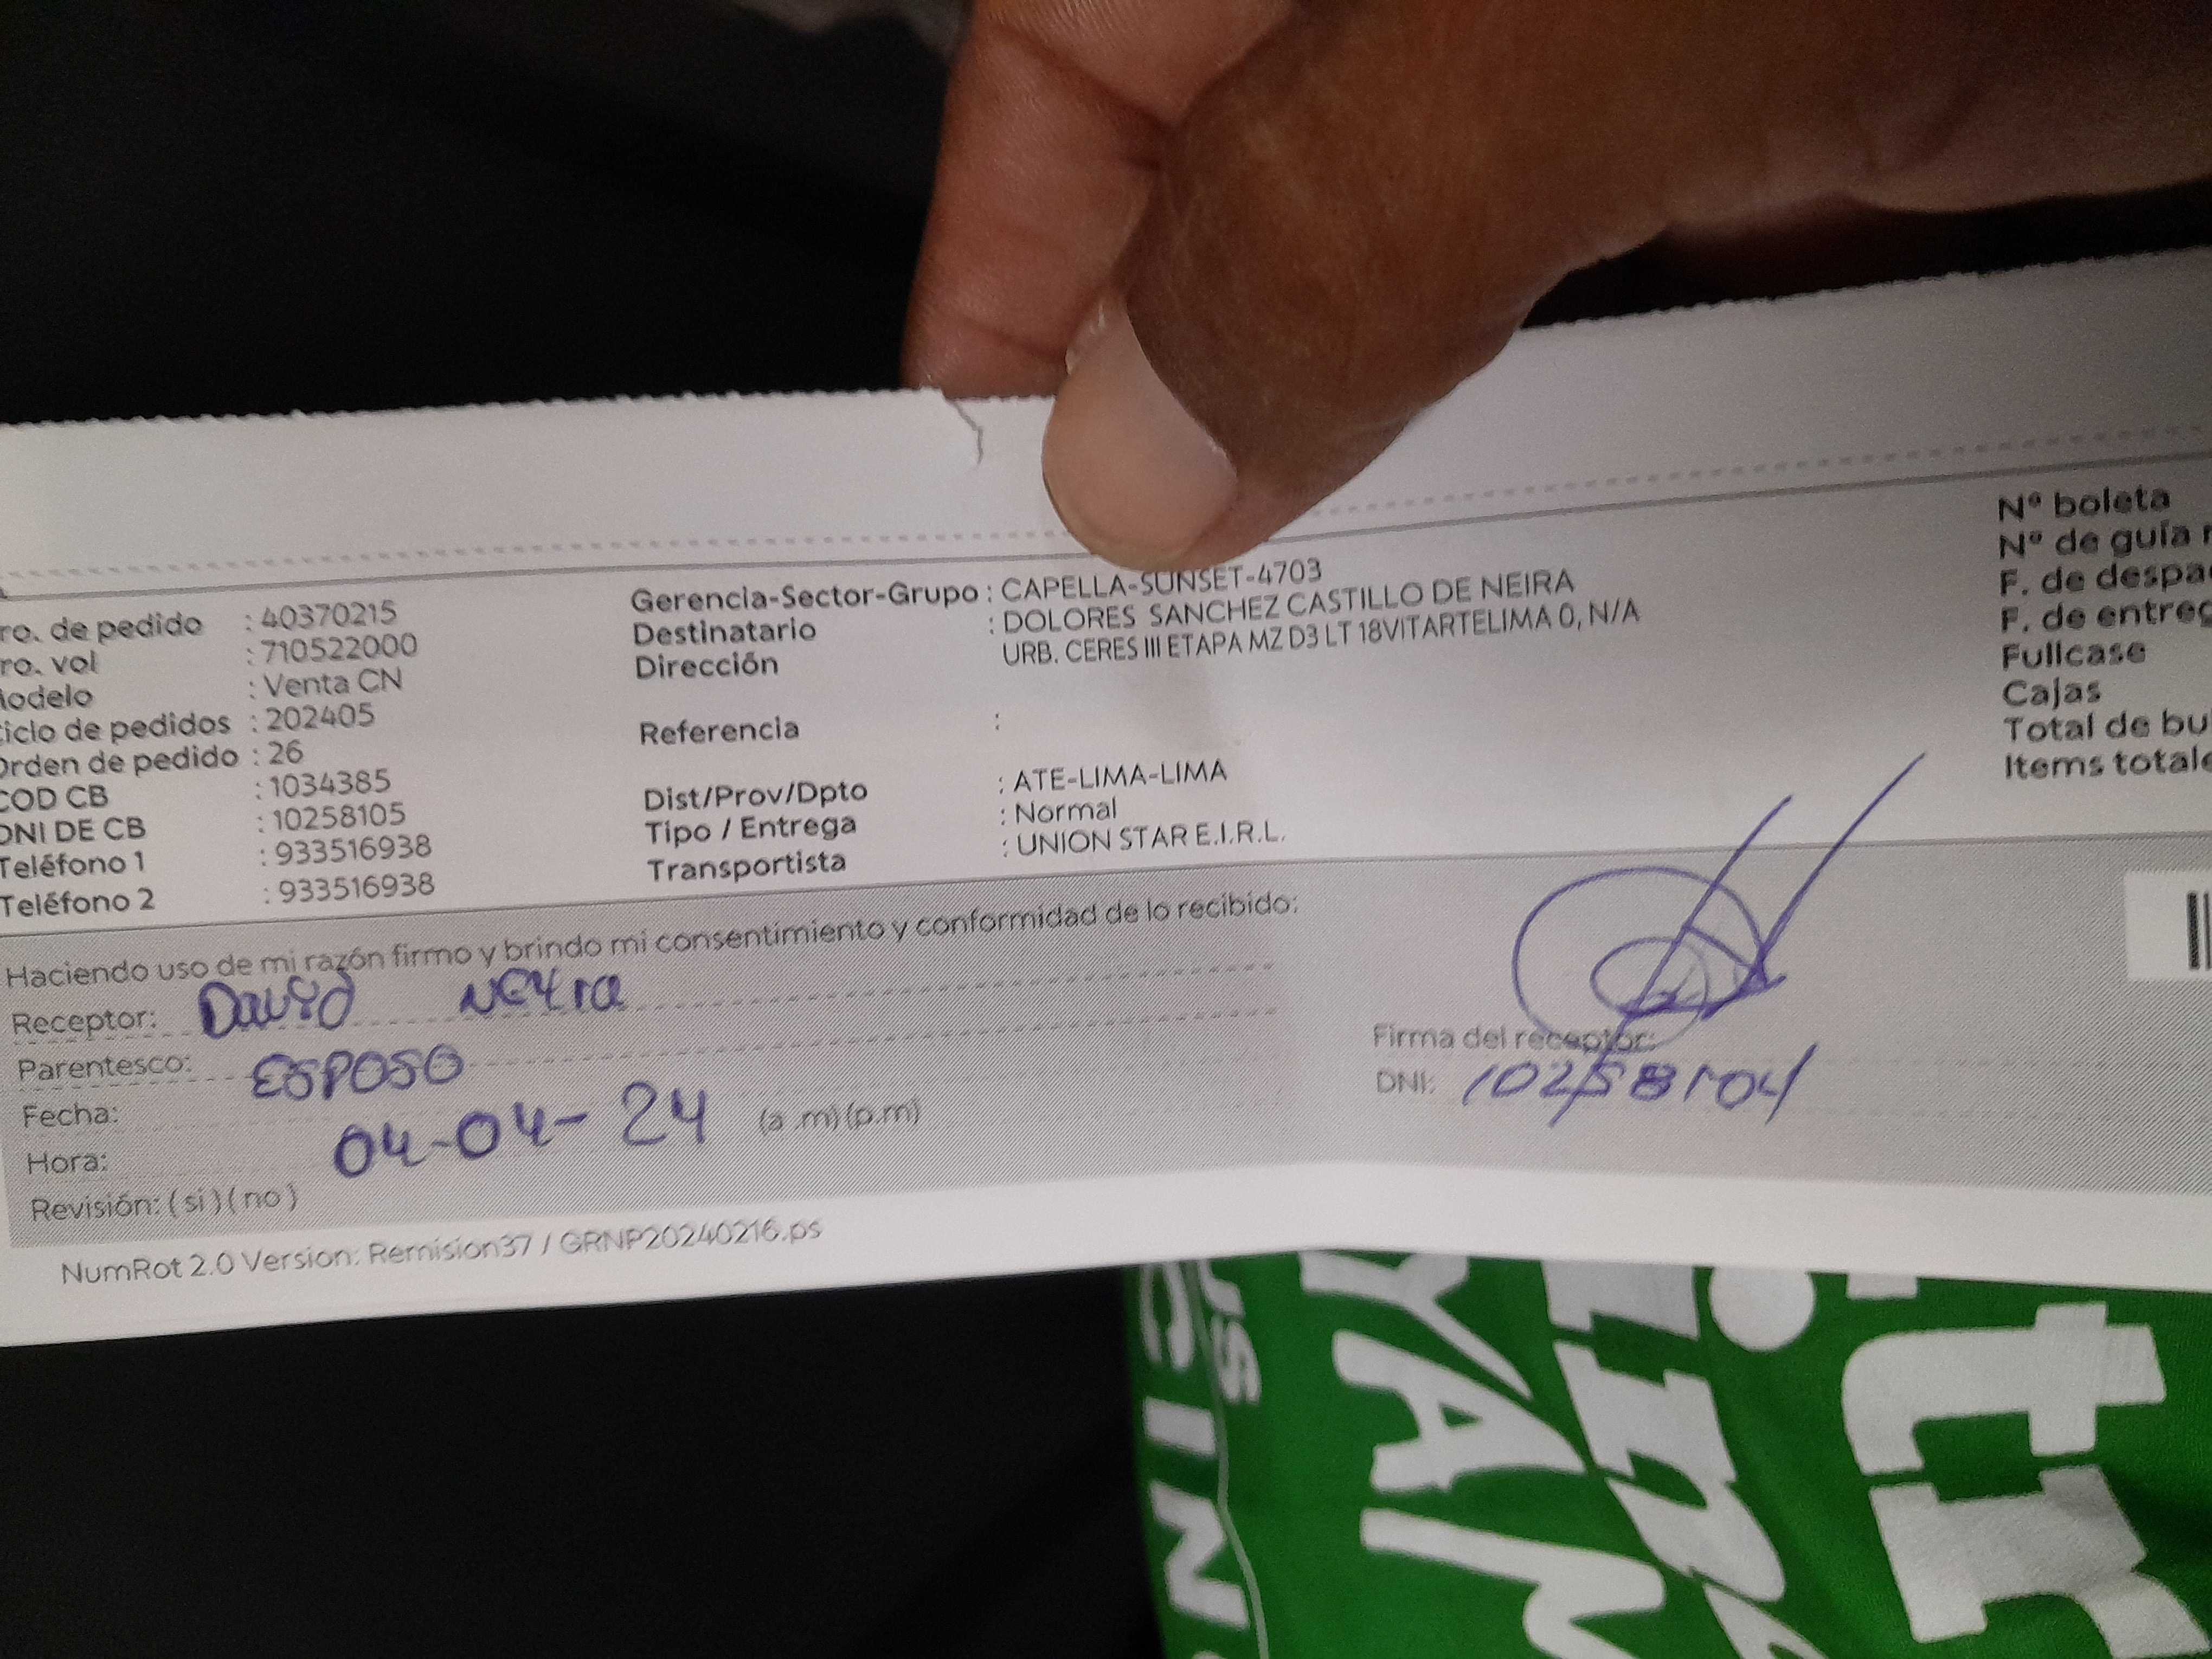 ro. de pedido : 40370215
ro. vol : 710522000
Modelo : Venta CN
Ciclo de pedidos : 202405
Orden de pedido : 26
COD CB : 1034385
DNI DE CB : 10258105
Teléfono 1 : 933516938
Teléfono 2 : 933516938
Gerencia-Sector-Grupo : CAPELLA-SUNSET-4703
Destinatario : DOLORES SANCHEZ CASTILLO DE NEIRA
Dirección URB. CERES III ETAPA MZ D3 LT 18VITARTELIMA 0, N/A
Referencia :
Dist/Prov/Dpto : ATE-LIMA-LIMA
Tipo / Entrega : Normal
Transportista : UNION STAR E.I.R.L.
Nº boleta
Nº de guía r
F. de despa
F. de entreg
Fullcase
Cajas
Total de bu
Items totale
Haciendo uso de mi razón firmo y brindo mi consentimiento y conformidad de lo recibido:
Receptor: David Neyra
Parentesco: ESPOSO
Fecha: 04-04-24
Hora: (a.m)(p.m)
Revisión: (si)(no)
Firma del receptor:
DNI: 10258104
NumRot 2.0 Version: Remision37 / GRNP20240216.ps